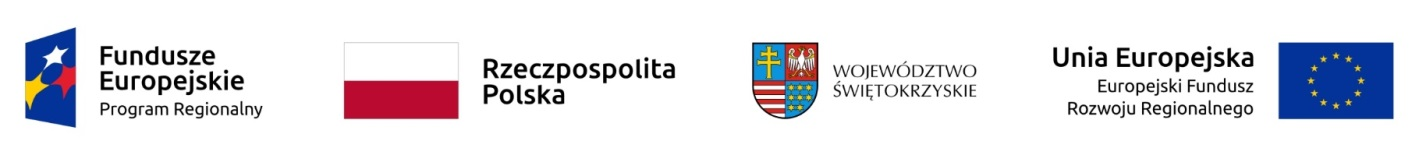 Fundusze
Europejskie
Program Regionalny
Rzeczpospolita
Polska
WOJEWÓDZTWO
ŚWIĘTOKRZYSKIE
Unia Europejska
Europejski Fundusz
Rozwoju Regionalnego